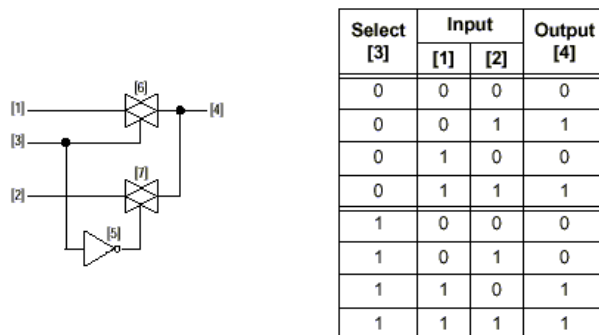 [6]
[1] [4]
[3]
[7]
[2]
[5]
Select [3] Input Output [4]
[1] [2]
0 0 0 0
0 0 1 1
0 1 0 0
0 1 1 1
1 0 0 0
1 0 1 0
1 1 0 1
1 1 1 1